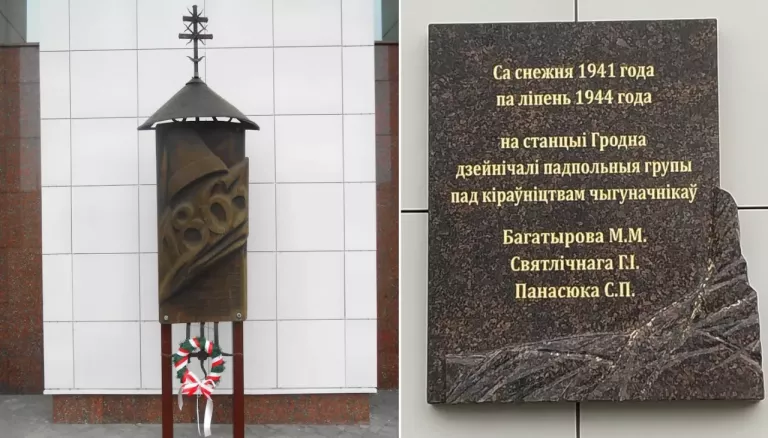 1863
Са снежня 1941 года
па ліпень 1944 года
на станцыі Гродна
дзейнічалі падпольныя групы
пад кіраўніцтвам чыгуначнікаў
Багатырова М.М.
Святлічнага Г.І.
Панасюка С.П.